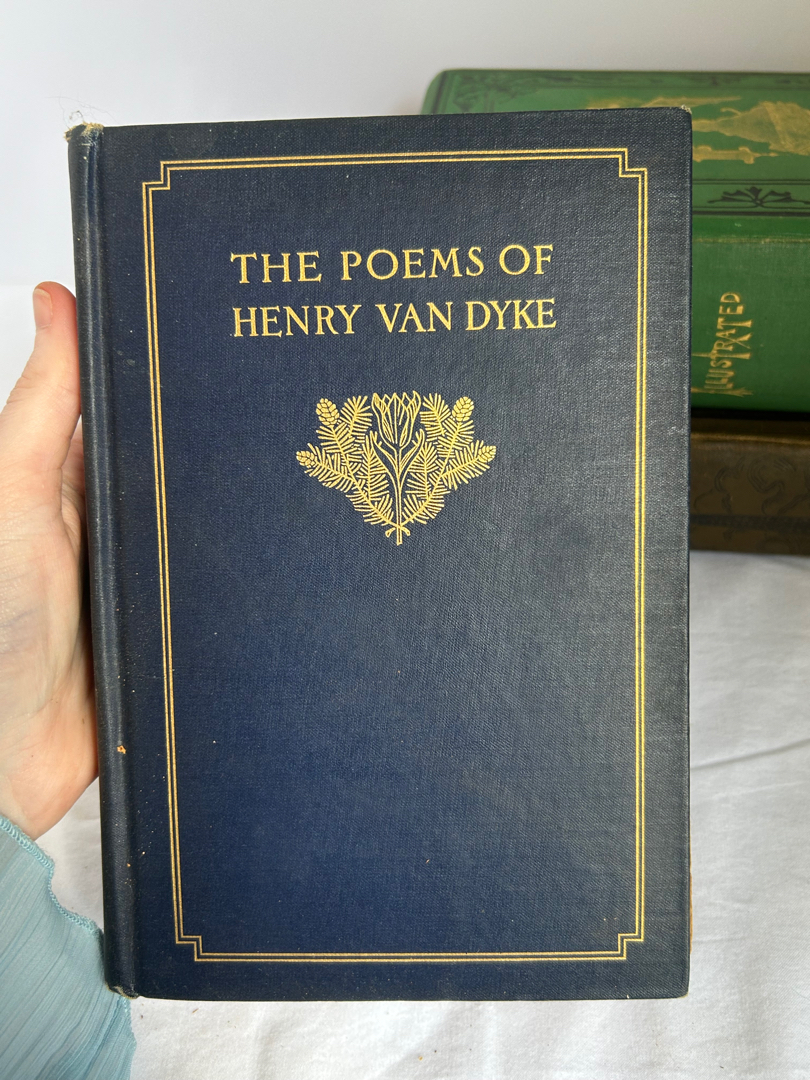 THE POEMS OF
HENRY VAN DYKE
ILLUSTRATED